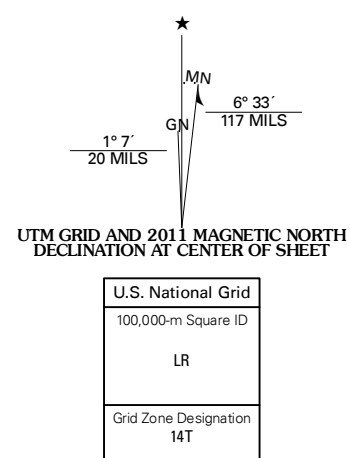 ★
MN
GN
6° 33´
117 MILS
1° 7´
20 MILS
UTM GRID AND 2011 MAGNETIC NORTH
DECLINATION AT CENTER OF SHEET
U.S. National Grid
100,000-m Square ID
LR
Grid Zone Designation
14T